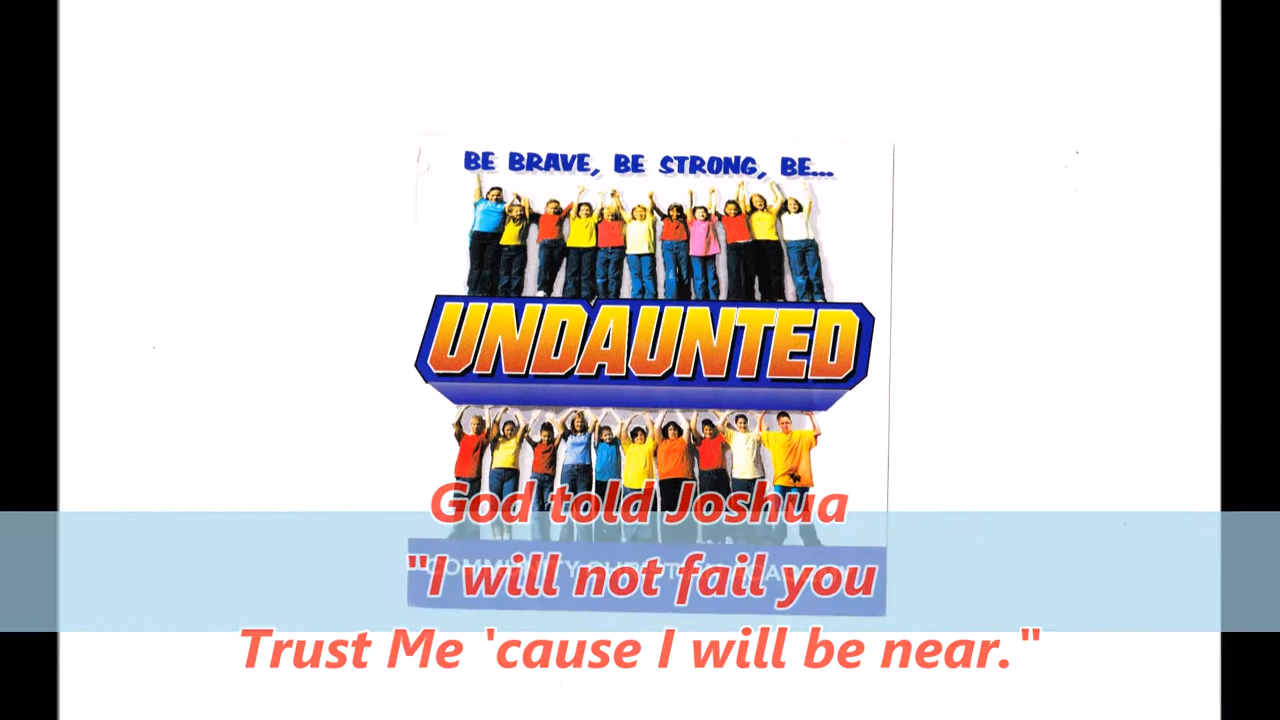 BE BRAVE, BE STRONG, BE...
UNDAUNTED
God told Joshua
COMMUNITY
"I will not fail you
Trust Me 'cause I will be near."